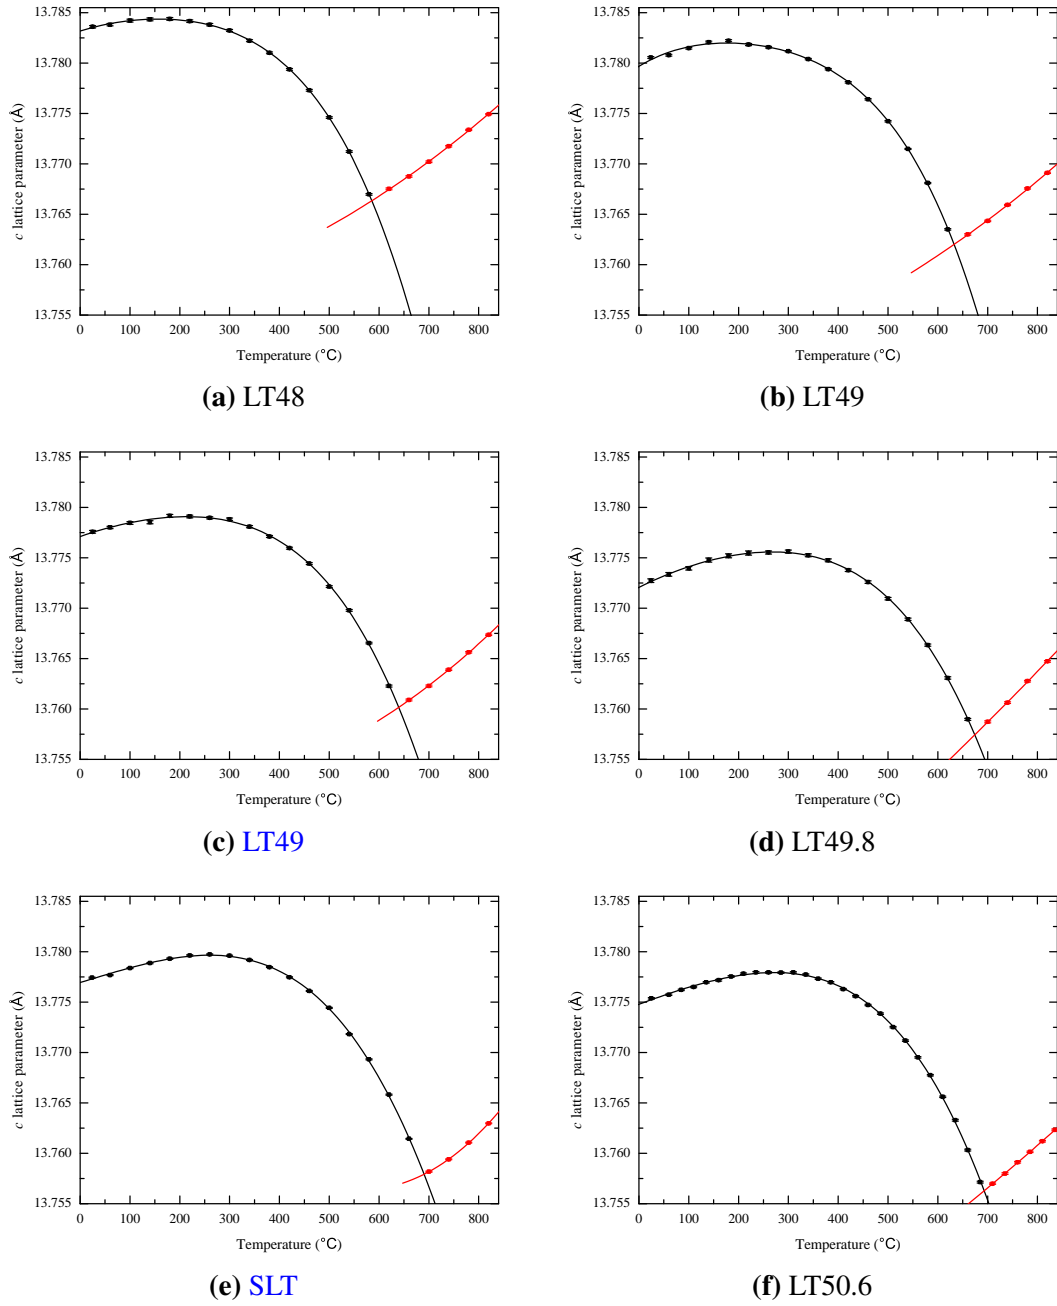 13.785
13.780
13.775
13.770
13.765
13.760
13.755
c lattice parameter (Å)
0 100 200 300 400 500 600 700 800
Temperature (°C)
(a) LT48
13.785
13.780
13.775
13.770
13.765
13.760
13.755
c lattice parameter (Å)
0 100 200 300 400 500 600 700 800
Temperature (°C)
(b) LT49
13.785
13.780
13.775
13.770
13.765
13.760
13.755
c lattice parameter (Å)
0 100 200 300 400 500 600 700 800
Temperature (°C)
(c) LT49
13.785
13.780
13.775
13.770
13.765
13.760
13.755
c lattice parameter (Å)
0 100 200 300 400 500 600 700 800
Temperature (°C)
(d) LT49.8
13.785
13.780
13.775
13.770
13.765
13.760
13.755
c lattice parameter (Å)
0 100 200 300 400 500 600 700 800
Temperature (°C)
(e) SLT
13.785
13.780
13.775
13.770
13.765
13.760
13.755
c lattice parameter (Å)
0 100 200 300 400 500 600 700 800
Temperature (°C)
(f) LT50.6